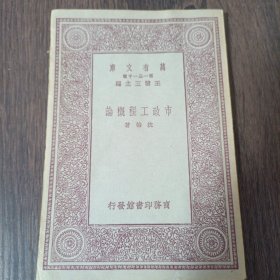 萬有文庫
第一集一千種
王雲五主編
市政工程概論
著
商務印書館發行